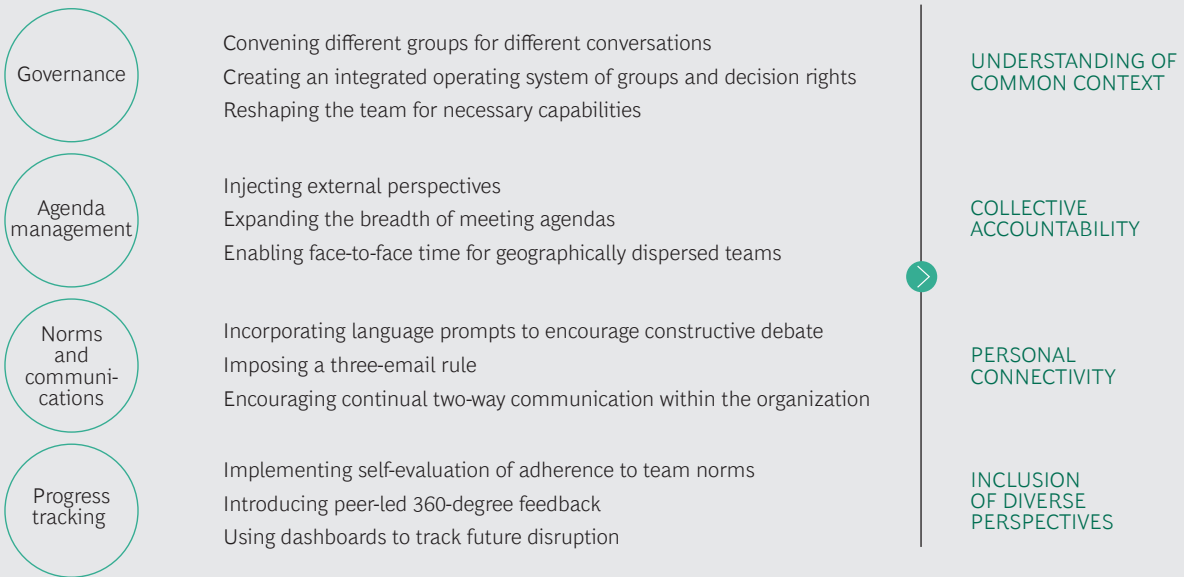 Governance
Convening different groups for different conversations
Creating an integrated operating system of groups and decision rights
Reshaping the team for necessary capabilities
UNDERSTANDING OF
COMMON CONTEXT
Agenda
management
Injecting external perspectives
Expanding the breadth of meeting agendas
Enabling face-to-face time for geographically dispersed teams
COLLECTIVE
ACCOUNTABILITY
Norms
and
communi-
cations
Incorporating language prompts to encourage constructive debate
Imposing a three-email rule
Encouraging continual two-way communication within the organization
PERSONAL
CONNECTIVITY
Progress
tracking
Implementing self-evaluation of adherence to team norms
Introducing peer-led 360-degree feedback
Using dashboards to track future disruption
INCLUSION
OF DIVERSE
PERSPECTIVES